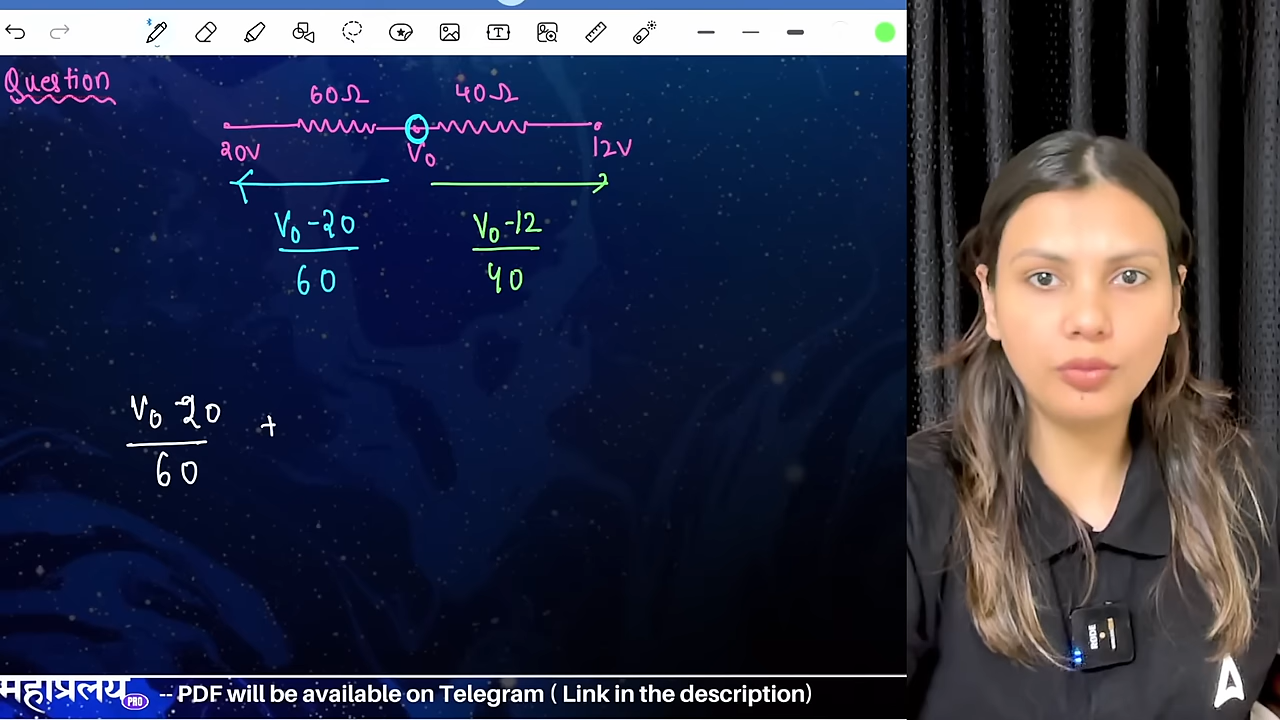 Question
60Ω 40Ω
20V V₀ 12V
V₀ -20 V₀ -12
60 40
V₀ 20 +
60
महाप्रलय PRO -- PDF will be available on Telegram ( Link in the description)
RODE